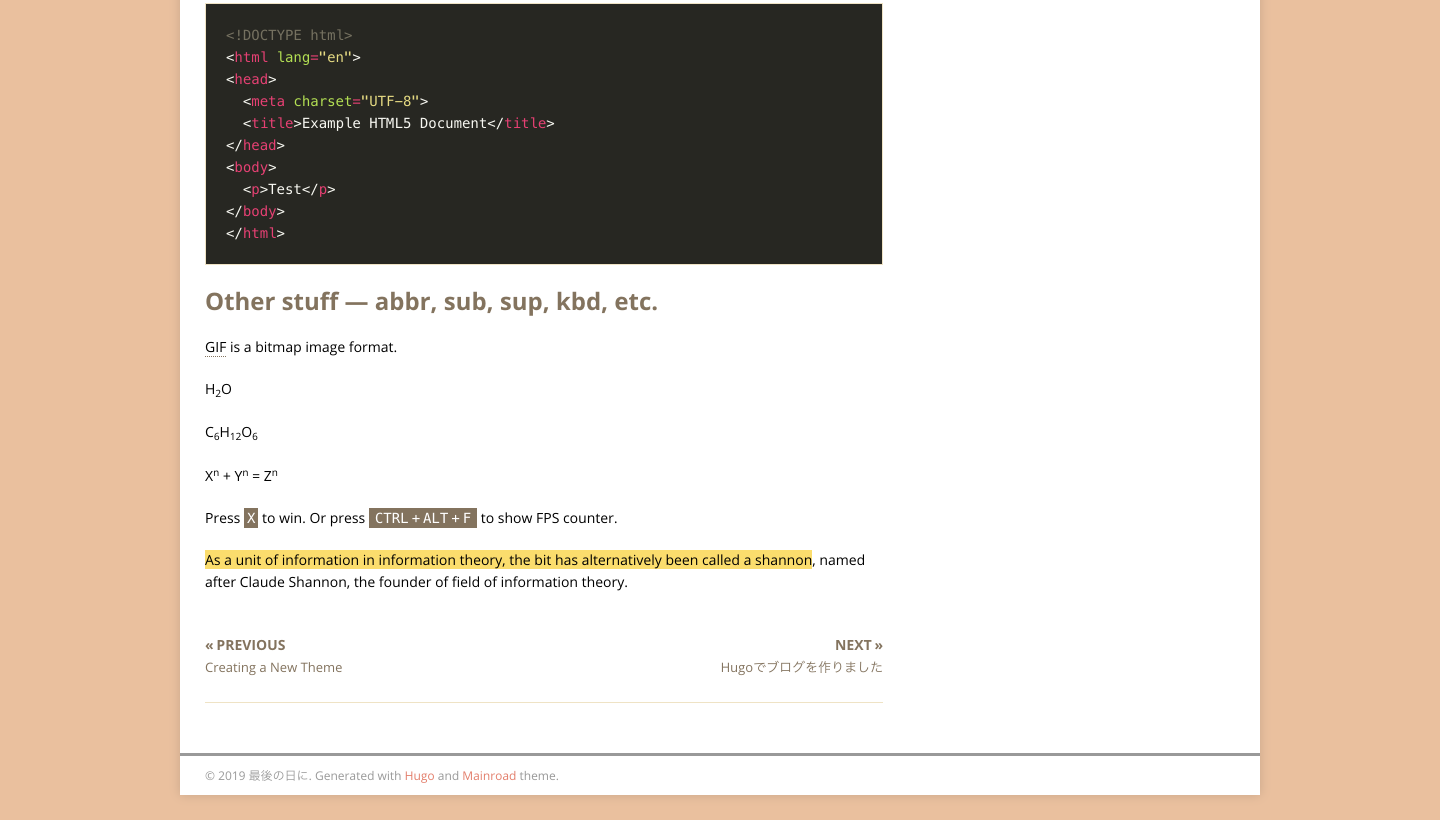 <!DOCTYPE html>
<html lang="en">
<head>
  <meta charset="UTF-8">
  <title>Example HTML5 Document</title>
</head>
<body>
  <p>Test</p>
</body>
</html>
Other stuff — abbr, sub, sup, kbd, etc.
GIF is a bitmap image format.
H₂O
C₆H₁₂O₆
Xⁿ + Yⁿ = Zⁿ
Press X to win. Or press CTRL + ALT + F to show FPS counter.
As a unit of information in information theory, the bit has alternatively been called a shannon, named
after Claude Shannon, the founder of field of information theory.
« PREVIOUS
Creating a New Theme
NEXT »
Hugoでブログを作りました
© 2019 最後の日に. Generated with Hugo and Mainroad theme.